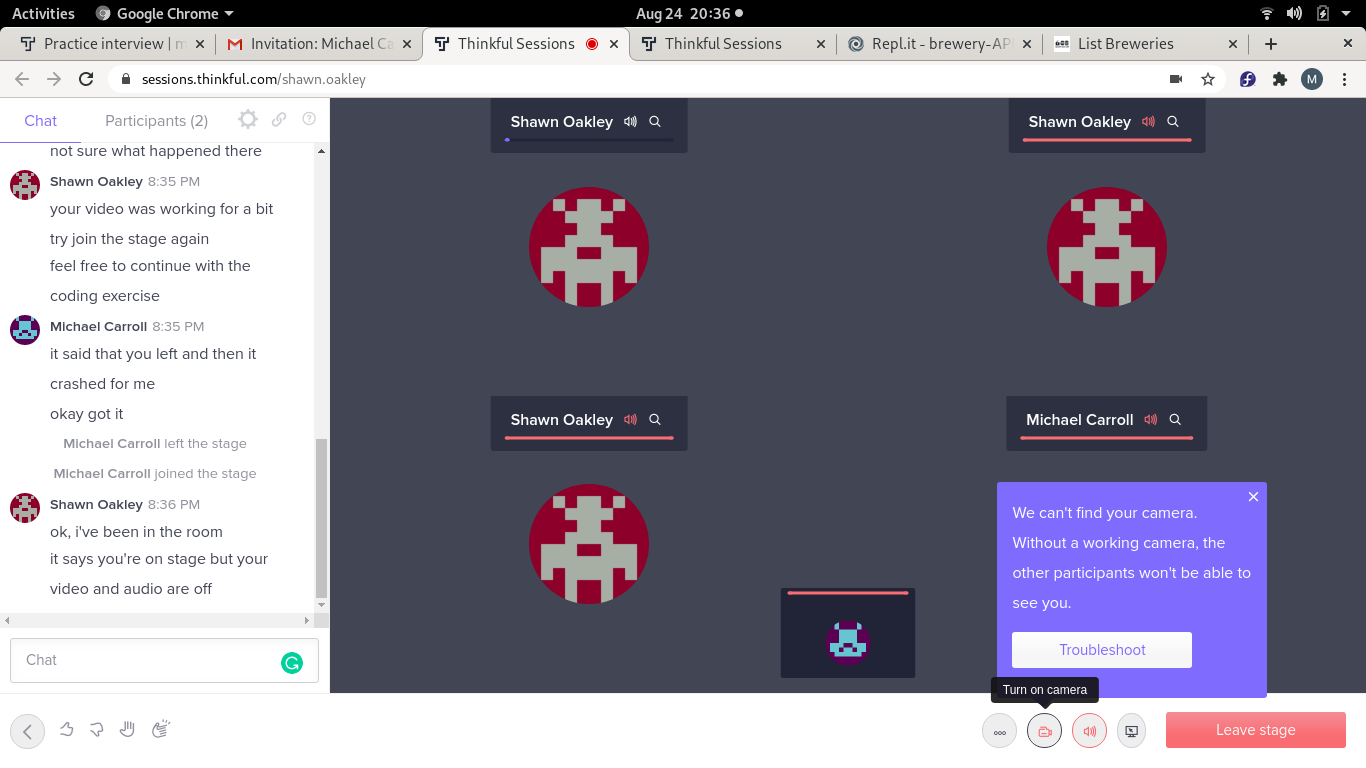 Activities
Google Chrome
Aug 24 20:36
Practice interview | m
Invitation: Michael Ca
Thinkful Sessions
Thinkful Sessions
Repl.it - brewery-AP
List Breweries
sessions.thinkful.com/shawn.oakley
M
Chat
Participants (2)
not sure what happened there
Shawn Oakley 8:35 PM
your video was working for a bit
try join the stage again
feel free to continue with the
coding exercise
Michael Carroll 8:35 PM
it said that you left and then it
crashed for me
okay got it
Michael Carroll left the stage
Michael Carroll joined the stage
Shawn Oakley 8:36 PM
ok, i've been in the room
it says you're on stage but your
video and audio are off
Chat
Shawn Oakley
Shawn Oakley
Shawn Oakley
Michael Carroll
We can't find your camera.
Without a working camera, the
other participants won't be able to
see you.
Troubleshoot
Turn on camera
Leave stage